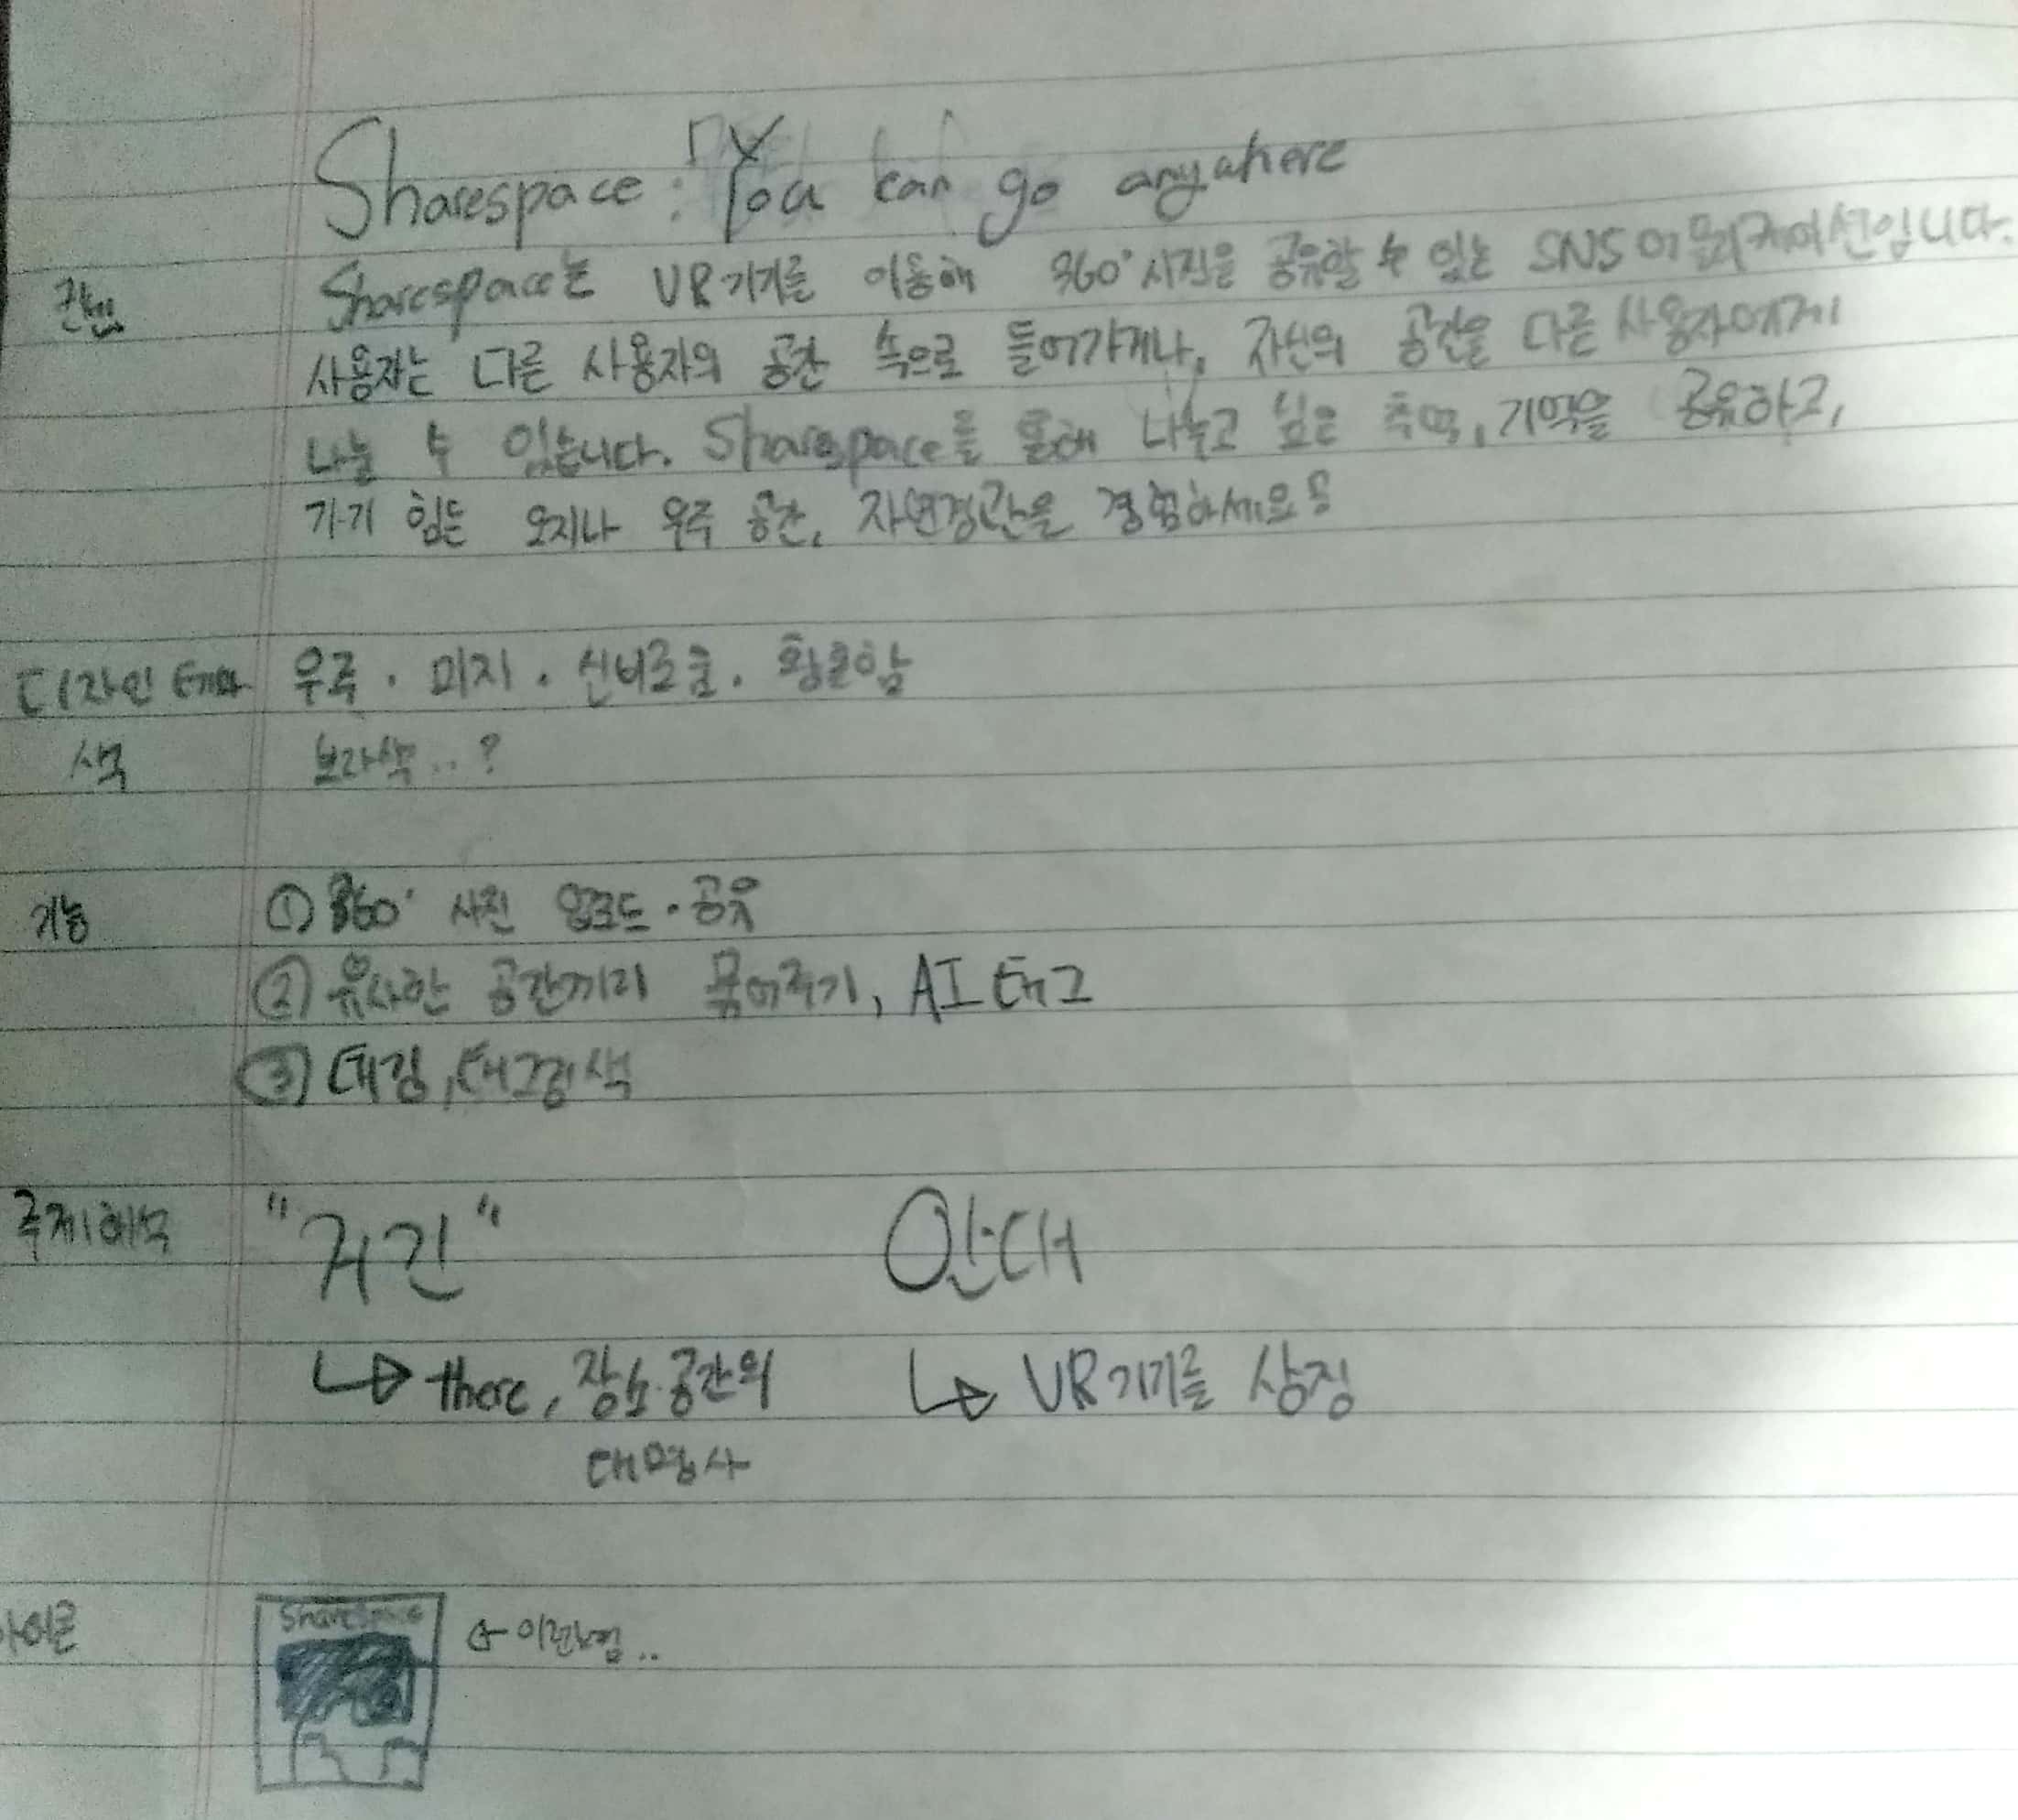 Sharespace : You can go anywhere
컨셉 Sharespace는 VR기기를 이용해 360° 사진을 공유할 수 있는 SNS 어플리케이션입니다.
사용자는 다른 사용자의 공간 속으로 들어가거나, 자신의 공간을 다른 사용자에게
나눌 수 있습니다. Sharespace를 통해 나누고 싶은 추억, 기억을 공유하고,
가기 힘든 오지나 우주 공간, 자연경관을 경험하세요
디자인 테마 우주 · 미지 · 신비로움 · 황홀함
색 보라색..?
기능 ① 360° 사진 업로드 · 공유
② 유사한 공간끼리 묶어주기, AI 태그
③ 태깅, 태그검색
주제해석 "거긴" 안대
there, 장소·공간의 VR기기를 상징
대명사
아이콘 Sharespace 이런느낌..